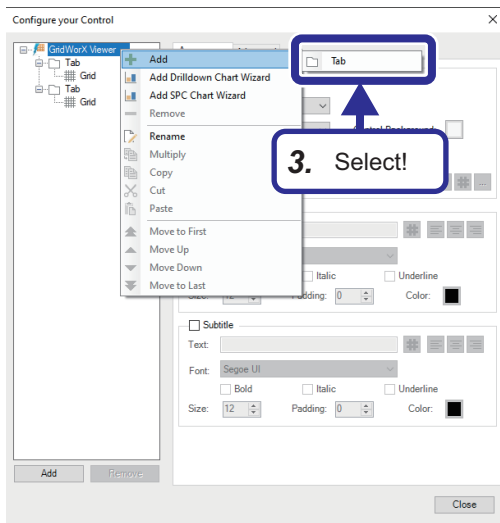 Configure your Control
GridWorX Viewer
Tab
Grid
Tab
Grid
Add
Add Drilldown Chart Wizard
Add SPC Chart Wizard
Remove
Rename
Multiply
Copy
Cut
Paste
Move to First
Move Up
Move Down
Move to Last
Tab
3. Select!
Italic
Underline
Size: 12
Padding: 0
Color:
Subtitle
Text:
Font: Segoe UI
Bold
Italic
Underline
Size: 12
Padding: 0
Color:
Add
Remove
Close